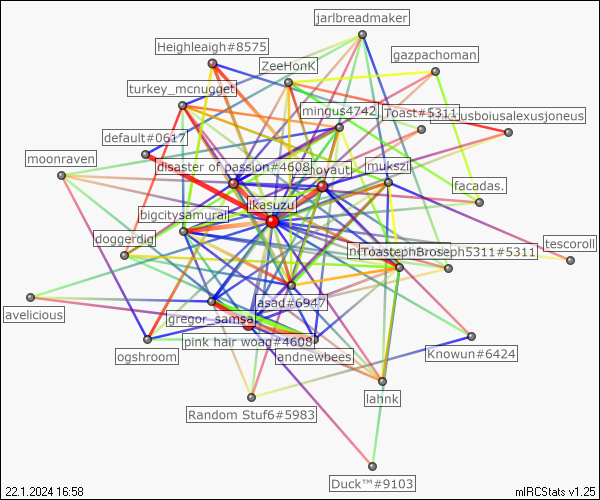 jarlbreadmaker
Heighleaigh#8575
gazpachoman
ZeeHonK
turkey_mcnugget
mingus4742
Toast#5311
usboiusalexusjoneus
default#0617
moonraven
disaster of passion#4608
noyaut
mukszi
facadas.
ikasuzu
bigcitysamurai
doggerdig
ToastephBroseph5311#5311
tescoroll
asad#6947
avelicious
gregor_samsa
pink hair woag#4608
ogshroom
andnewbees
Knowun#6424
lahnk
Random Stuf6#5983
Duck™#9103
22.1.2024 16:58
mIRCStats v1.25